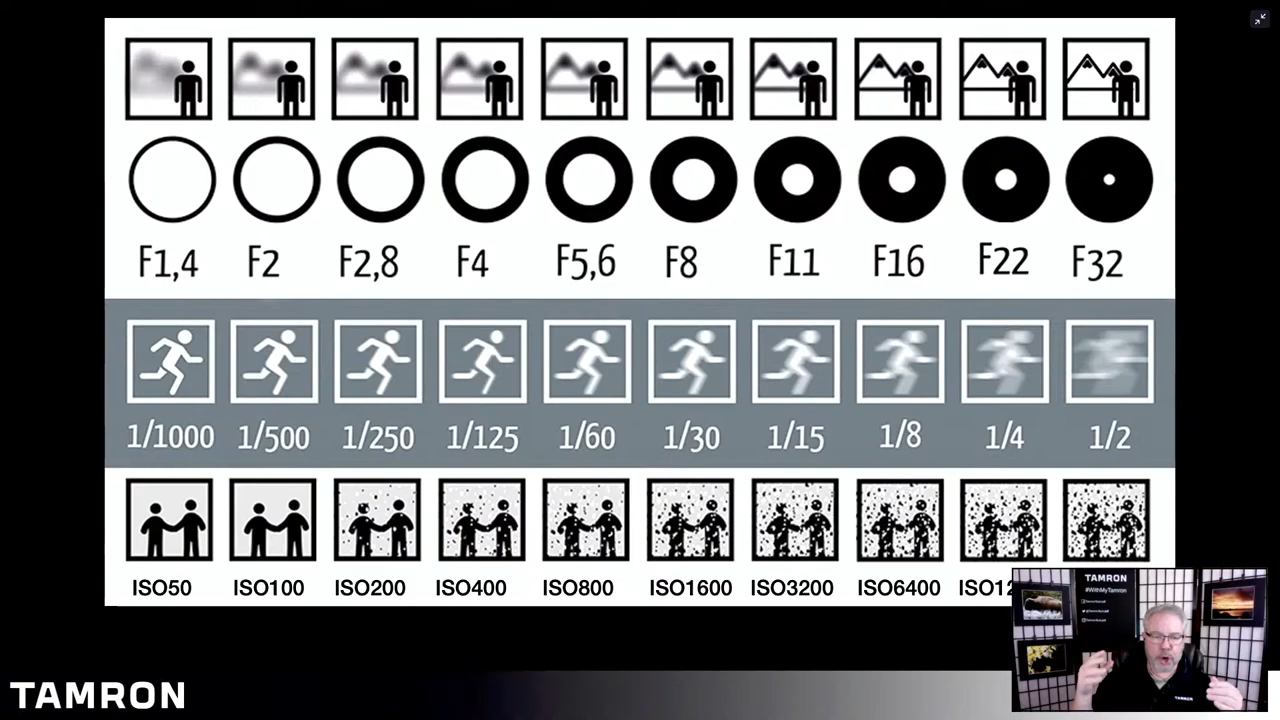 F1,4 F2 F2,8 F4 F5,6 F8 F11 F16 F22 F32
1/1000 1/500 1/250 1/125 1/60 1/30 1/15 1/8 1/4 1/2
ISO50 ISO100 ISO200 ISO400 ISO800 ISO1600 ISO3200 ISO6400
TAMRON
#WithMyTamron
TAMRON
TAMRON